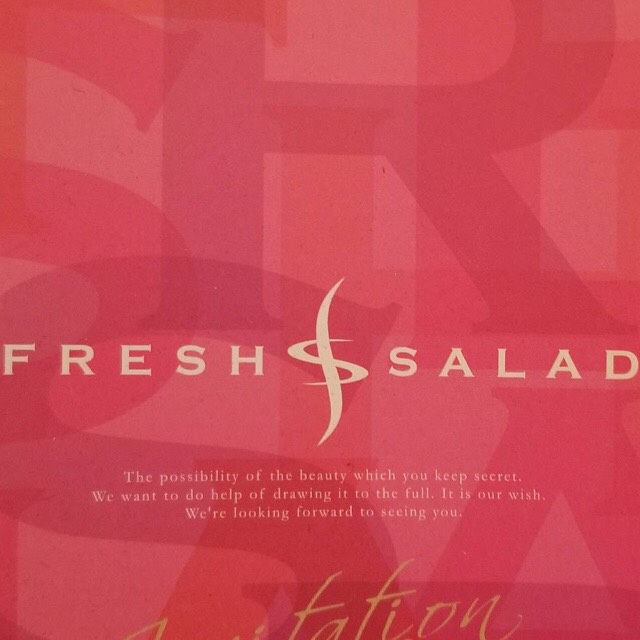 FRESH SALAD
The possibility of the beauty which you keep secret.
We want to do help of drawing it to the full. It is our wish.
We're looking forward to seeing you.
Invitation